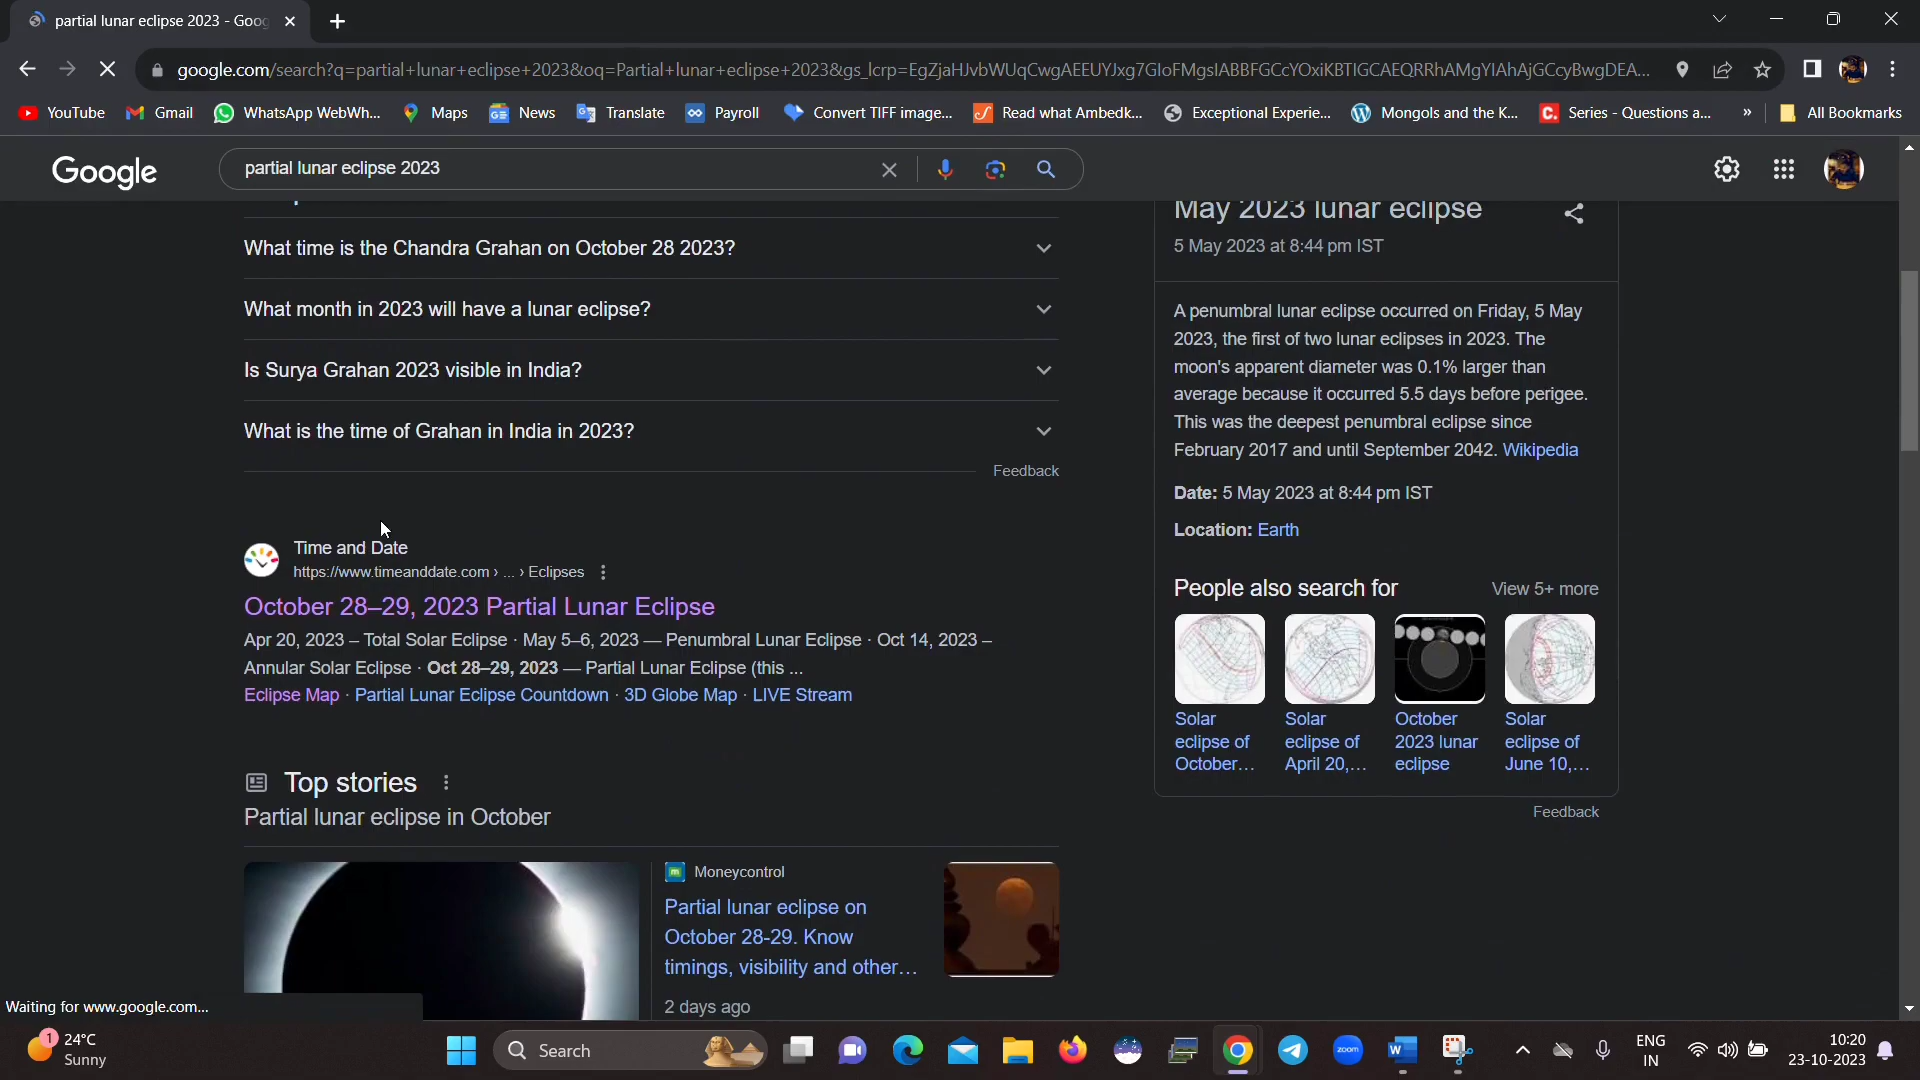 partial lunar eclipse 2023 - Goog
google.com/search?q=partial+lunar+eclipse+2023&oq=Partial+lunar+eclipse+2023&gs_lcrp=EgZjaHJvbWUqCwgAEEUYJxg7GIoFMgsIABBFGCcYOxiKBTIGCAEQRRhAMgYIAhAjGCcyBwgDEA...
YouTube Gmail WhatsApp WebWh... Maps News Translate Payroll Convert TIFF image... Read what Ambedk... Exceptional Experie... Mongols and the K... Series - Questions a... » All Bookmarks
Google
partial lunar eclipse 2023
What time is the Chandra Grahan on October 28 2023?
What month in 2023 will have a lunar eclipse?
Is Surya Grahan 2023 visible in India?
What is the time of Grahan in India in 2023?
Feedback
Time and Date
https://www.timeanddate.com › ... › Eclipses
October 28–29, 2023 Partial Lunar Eclipse
Apr 20, 2023 – Total Solar Eclipse · May 5–6, 2023 — Penumbral Lunar Eclipse · Oct 14, 2023 –
Annular Solar Eclipse · Oct 28–29, 2023 — Partial Lunar Eclipse (this ...
Eclipse Map · Partial Lunar Eclipse Countdown · 3D Globe Map · LIVE Stream
Top stories
Partial lunar eclipse in October
Moneycontrol
Partial lunar eclipse on
October 28-29. Know
timings, visibility and other...
2 days ago
May 2023 lunar eclipse
5 May 2023 at 8:44 pm IST
A penumbral lunar eclipse occurred on Friday, 5 May
2023, the first of two lunar eclipses in 2023. The
moon's apparent diameter was 0.1% larger than
average because it occurred 5.5 days before perigee.
This was the deepest penumbral eclipse since
February 2017 and until September 2042. Wikipedia
Date: 5 May 2023 at 8:44 pm IST
Location: Earth
People also search for
View 5+ more
Solar
eclipse of
October...
Solar
eclipse of
April 20,...
October
2023 lunar
eclipse
Solar
eclipse of
June 10,...
Feedback
Waiting for www.google.com...
1
24°C
Sunny
Search
zoom
ENG
IN
10:20
23-10-2023